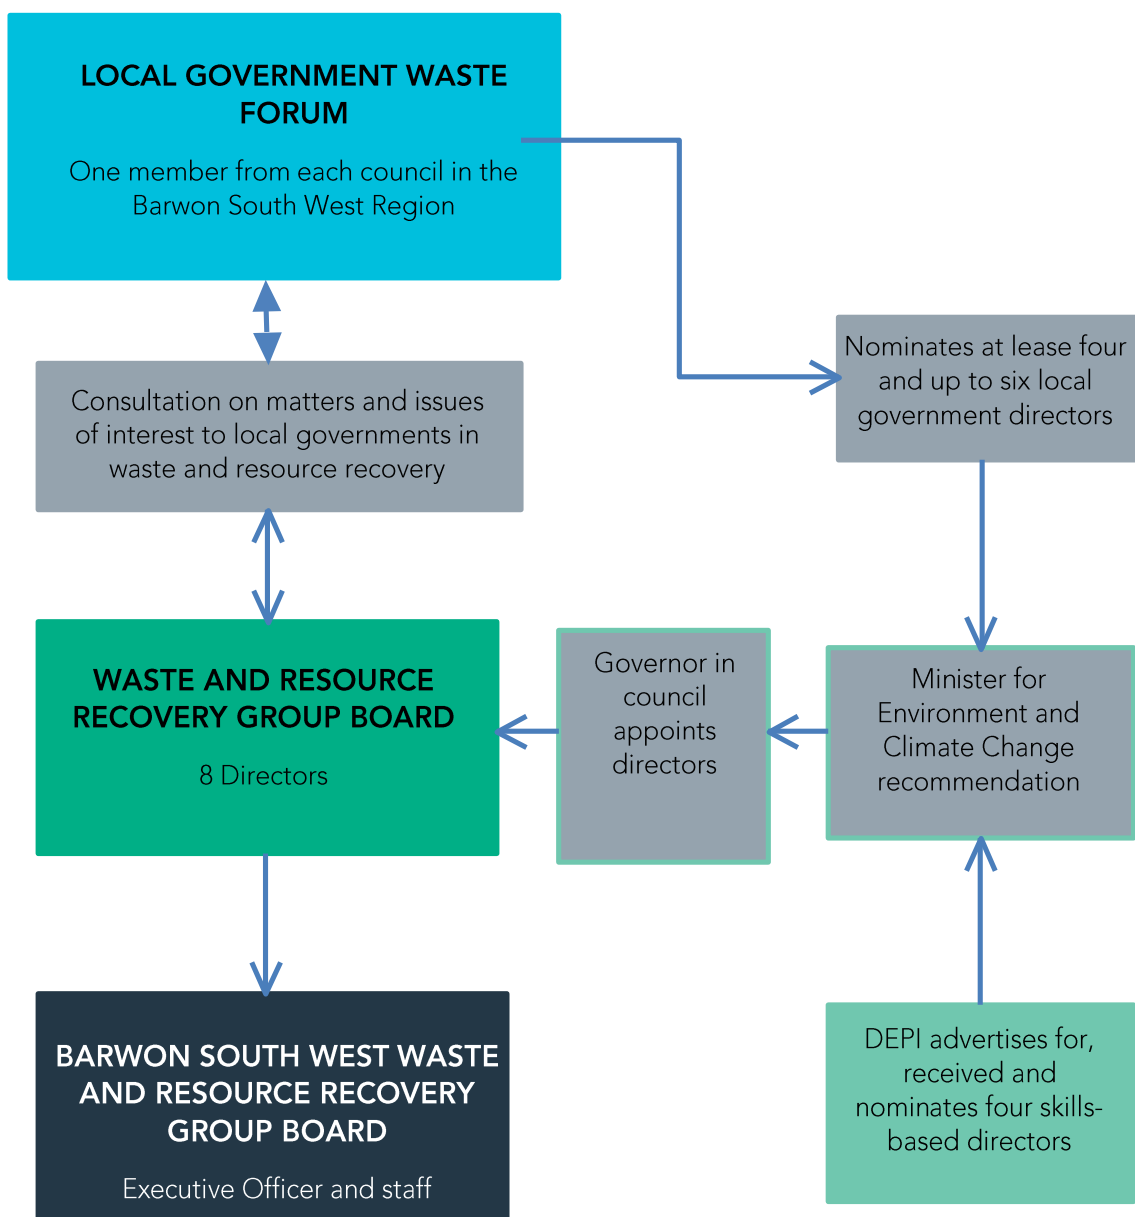 LOCAL GOVERNMENT WASTE
FORUM
One member from each council in the
Barwon South West Region
Nominates at lease four
and up to six local
government directors
Consultation on matters and issues
of interest to local governments in
waste and resource recovery
WASTE AND RESOURCE
RECOVERY GROUP BOARD
8 Directors
Governor in
council
appoints
directors
Minister for
Environment and
Climate Change
recommendation
BARWON SOUTH WEST WASTE
AND RESOURCE RECOVERY
GROUP BOARD
Executive Officer and staff
DEPI advertises for,
received and
nominates four skills-
based directors